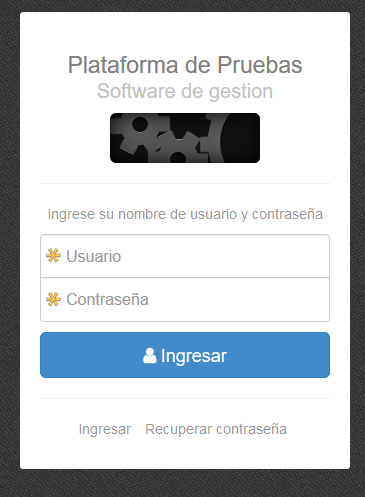 Plataforma de Pruebas
Software de gestion
Ingrese su nombre de usuario y contraseña
Usuario
Contraseña
Ingresar
Ingresar Recuperar contraseña